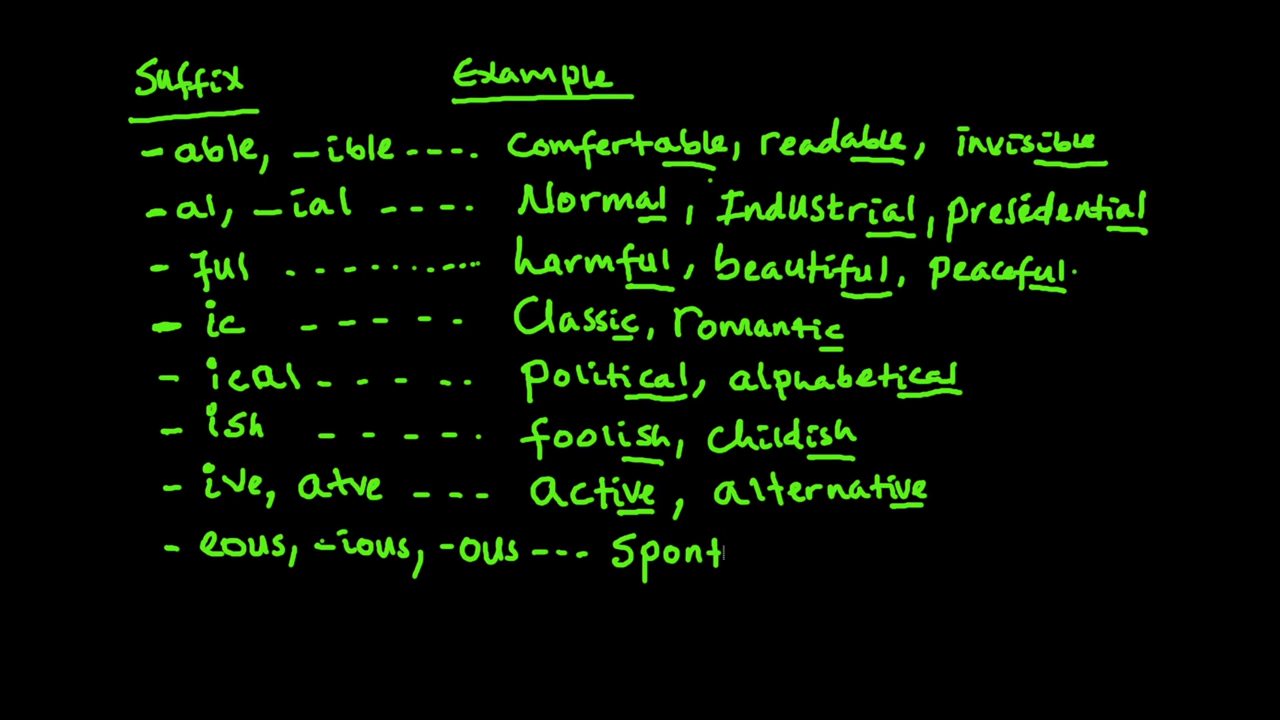 Suffix Example
- able, -ible ---- comfertable, readable, invisible
- al, -ial ---- Normal, Industrial, presedential
- ful ---------- harmful, beautiful, peaceful.
- ic ----- Classic, romantic
- ical ----- political, alphabetical
- ish ----- foolish, childish
- ive, atve --- active, alternative
- eous, -ious, -ous --- Spont